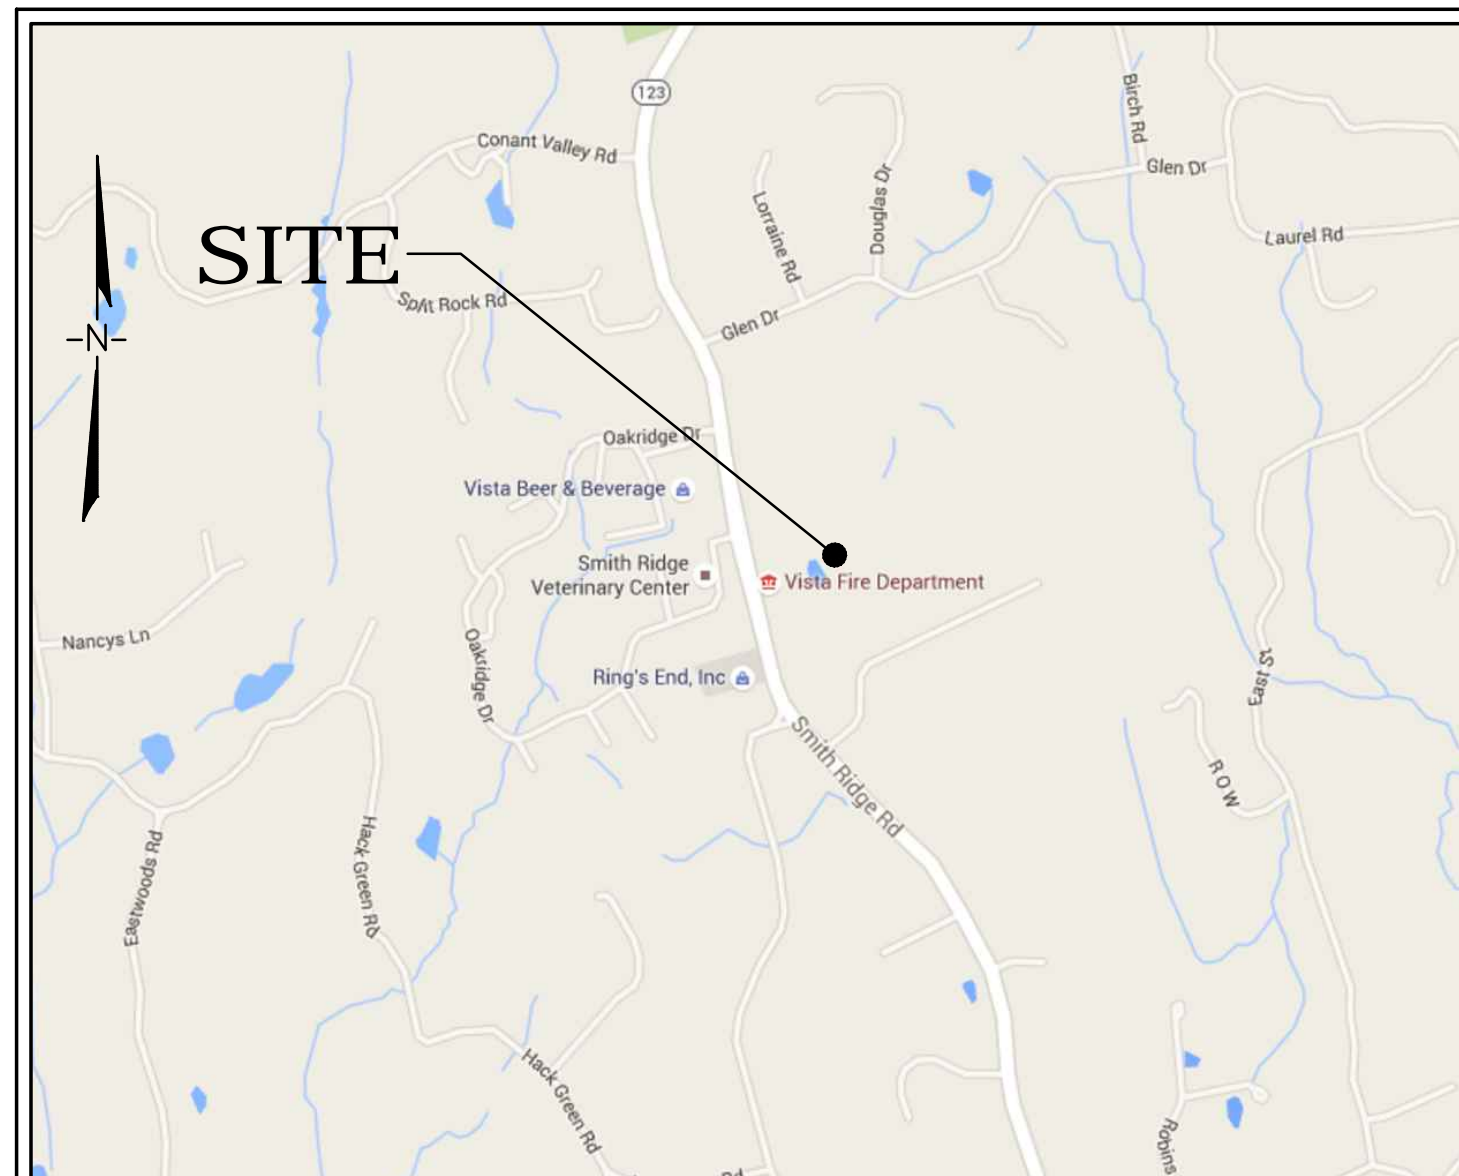 123
Birch Rd
Conant Valley Rd
Glen Dr
Lorraine Rd
Douglas Dr
Laurel Rd
SITE
Split Rock Rd
-N-
Glen Dr
Oakridge Dr
Vista Beer & Beverage
Smith Ridge
Veterinary Center
Vista Fire Department
Nancys Ln
Oakridge Dr
Ring's End, Inc
East St
Smith Ridge Rd
R O W
Eastwoods Rd
Hack Green Rd
Hack Green Rd
Robins
Rd